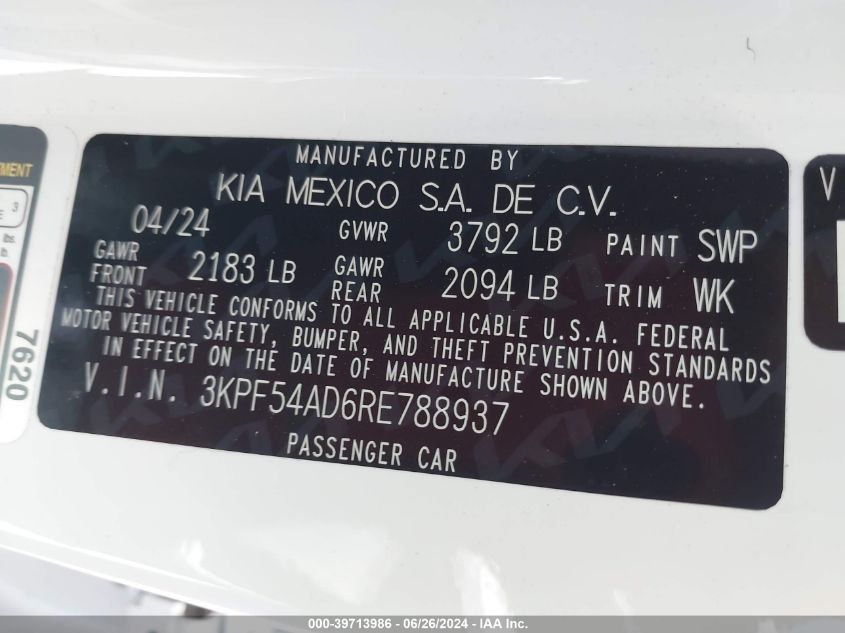 MANUFACTURED BY
KIA MEXICO S.A. DE C.V.
04/24 GVWR 3792 LB PAINT SWP
GAWR FRONT 2183 LB GAWR REAR 2094 LB TRIM WK
THIS VEHICLE CONFORMS TO ALL APPLICABLE U.S.A. FEDERAL
MOTOR VEHICLE SAFETY, BUMPER, AND THEFT PREVENTION STANDARDS
IN EFFECT ON THE DATE OF MANUFACTURE SHOWN ABOVE.
V.I.N. 3KPF54AD6RE788937
PASSENGER CAR
7620
3
lbs.
V
000-39713986 / 06/26/2024 - IAA Inc.